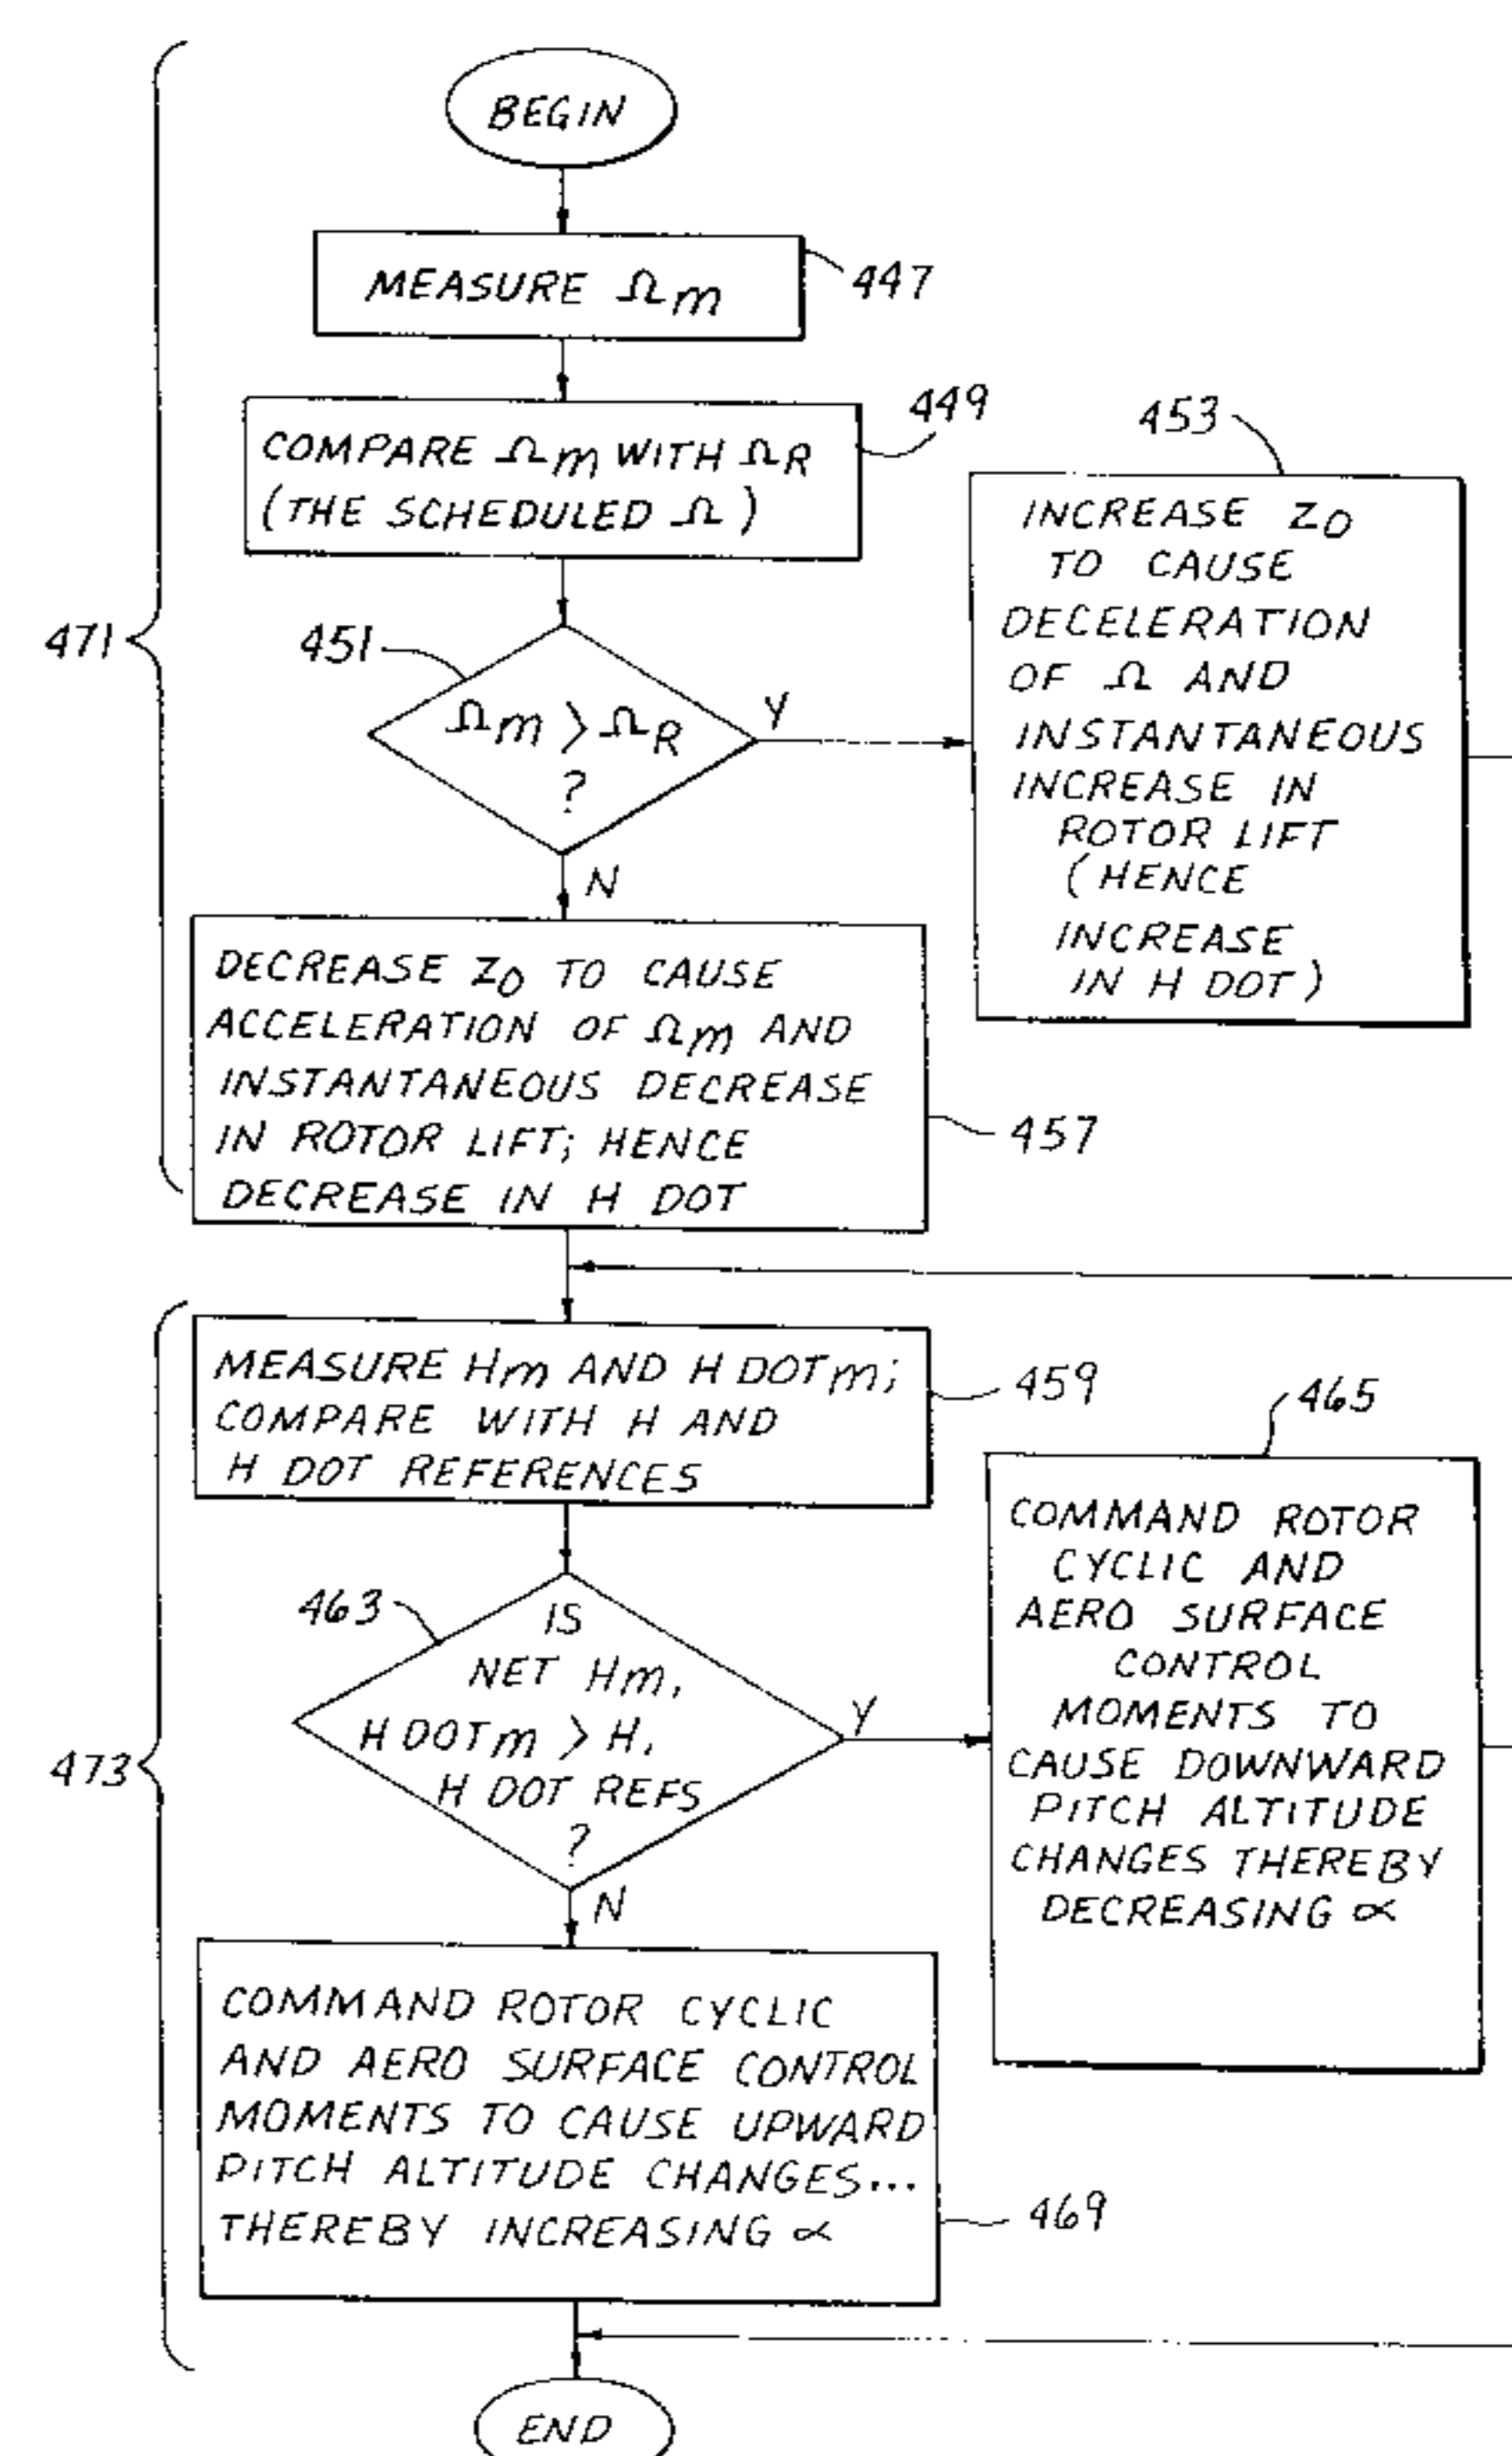 BEGIN
MEASURE Ωm
447
COMPARE Ωm WITH ΩR
(THE SCHEDULED Ω)
449
471
451
Ωm > ΩR
?
Y
N
453
INCREASE ZO
TO CAUSE
DECELERATION
OF Ω AND
INSTANTANEOUS
INCREASE IN
ROTOR LIFT
(HENCE
INCREASE
IN H DOT)
DECREASE ZO TO CAUSE
ACCELERATION OF Ωm AND
INSTANTANEOUS DECREASE
IN ROTOR LIFT; HENCE
DECREASE IN H DOT
457
473
MEASURE Hm AND H DOTm;
COMPARE WITH H AND
H DOT REFERENCES
459
463
IS
NET Hm,
H DOTm > H,
H DOT REFS
?
Y
N
465
COMMAND ROTOR
CYCLIC AND
AERO SURFACE
CONTROL
MOMENTS TO
CAUSE DOWNWARD
PITCH ALTITUDE
CHANGES THEREBY
DECREASING α
COMMAND ROTOR CYCLIC
AND AERO SURFACE CONTROL
MOMENTS TO CAUSE UPWARD
PITCH ALTITUDE CHANGES...
THEREBY INCREASING α
469
END